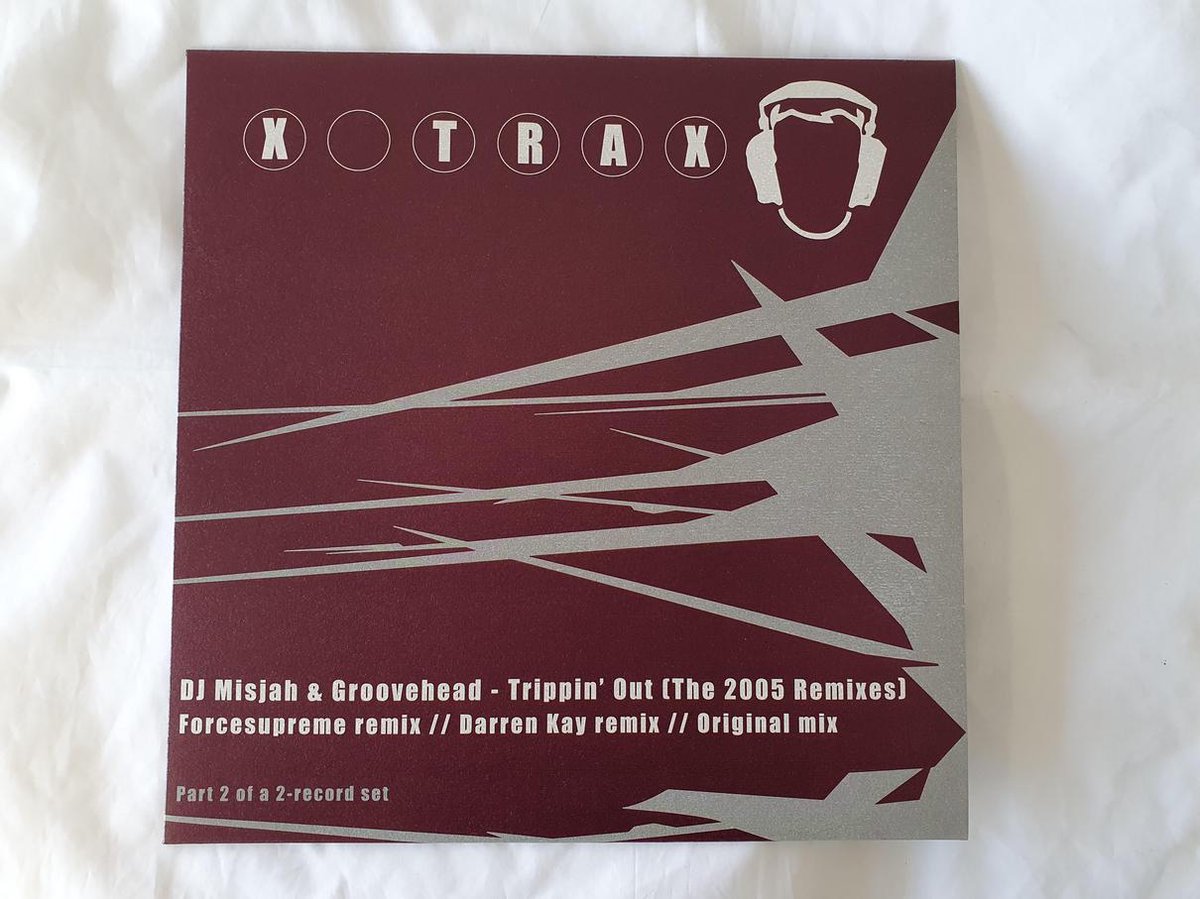 X TRAX
DJ Misjah & Groovehead - Trippin’ Out (The 2005 Remixes)
Forcesupreme remix // Darren Kay remix // Original mix
Part 2 of a 2-record set